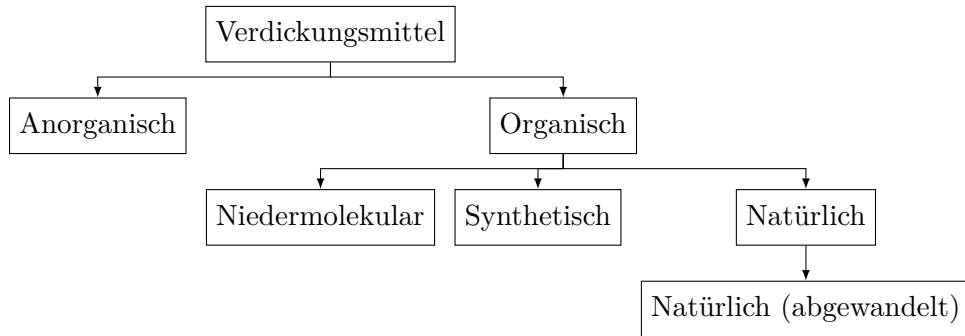 Verdickungsmittel
Anorganisch
Organisch
Niedermolekular
Synthetisch
Natürlich
Natürlich (abgewandelt)